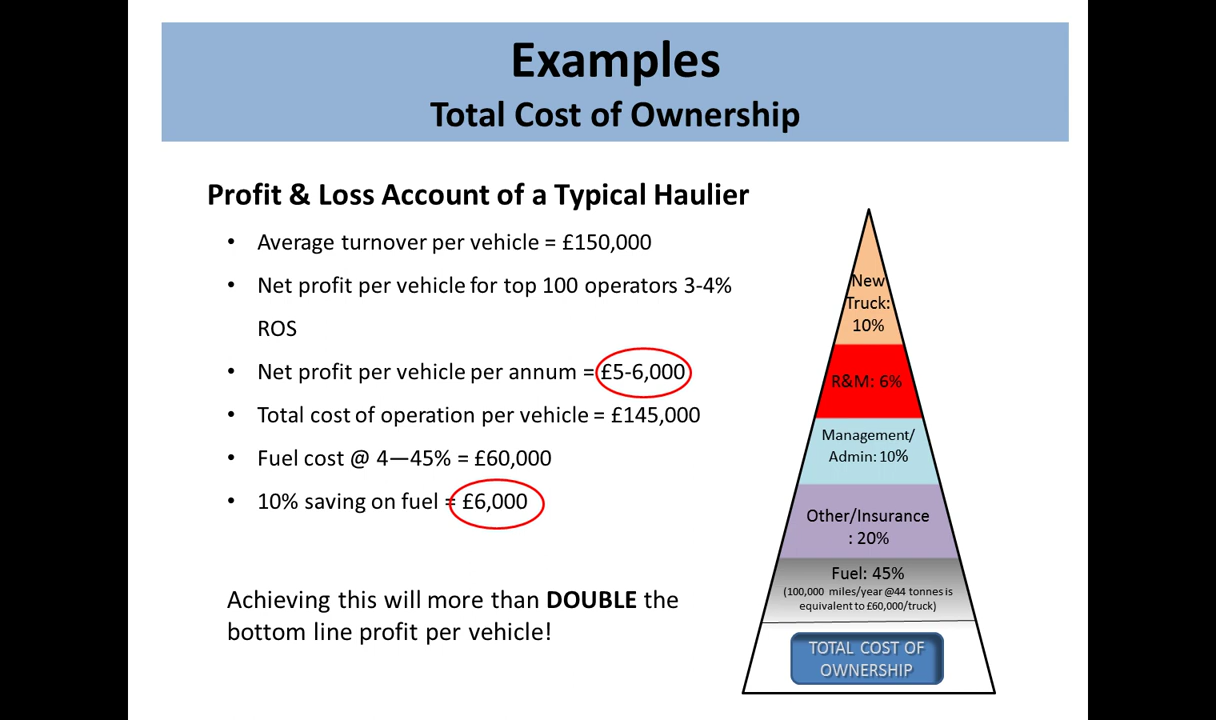 Examples
Total Cost of Ownership
Profit & Loss Account of a Typical Haulier
• Average turnover per vehicle = £150,000
• Net profit per vehicle for top 100 operators 3-4%
ROS
• Net profit per vehicle per annum = £5-6,000
• Total cost of operation per vehicle = £145,000
• Fuel cost @ 4—45% = £60,000
• 10% saving on fuel = £6,000
Achieving this will more than DOUBLE the
bottom line profit per vehicle!
New
Truck:
10%
R&M: 6%
Management/
Admin: 10%
Other/Insurance
: 20%
Fuel: 45%
(100,000 miles/year @44 tonnes is
equivalent to £60,000/truck)
TOTAL COST OF
OWNERSHIP